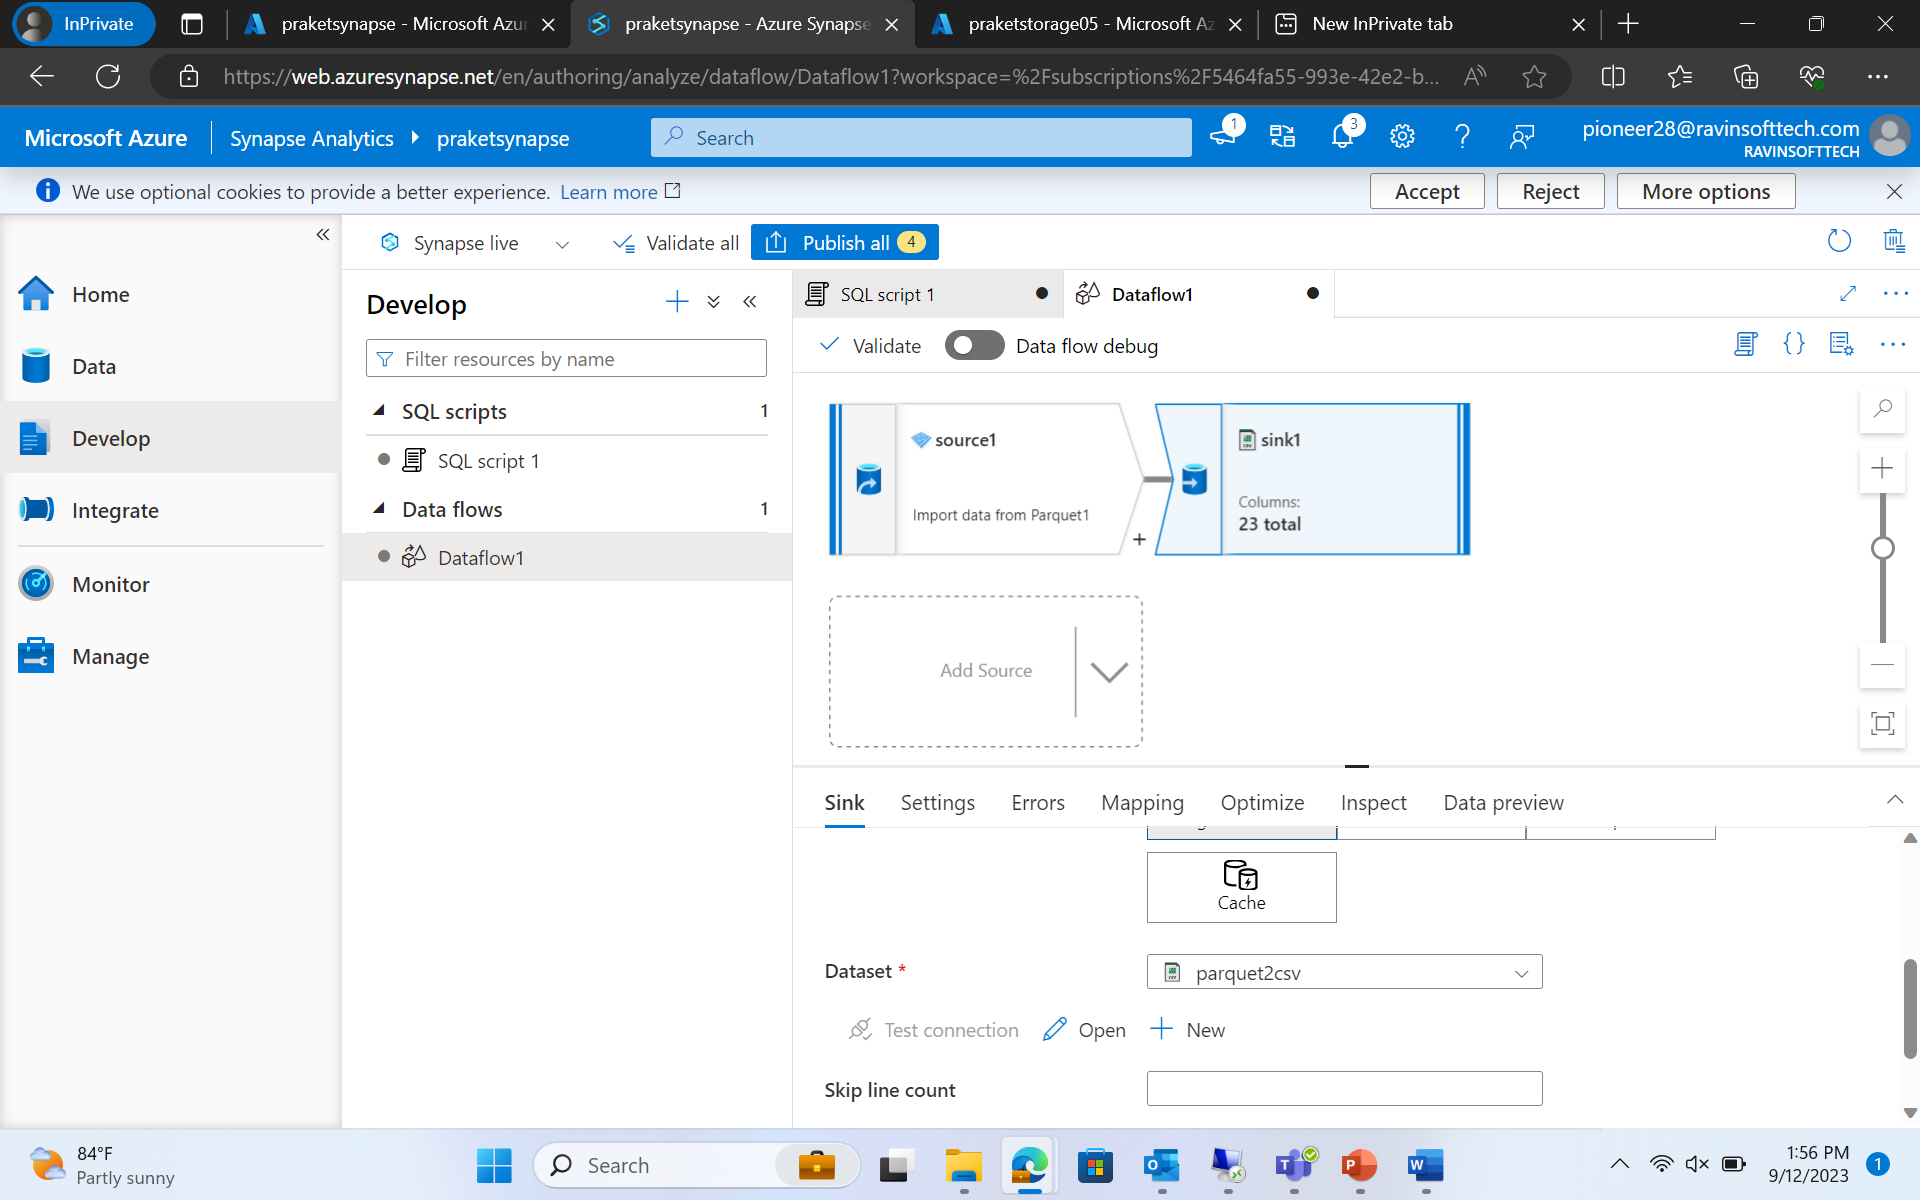 InPrivate
praketsynapse - Microsoft Azu
praketsynapse - Azure Synapse
praketstorage05 - Microsoft Az
New InPrivate tab
https://web.azuresynapse.net/en/authoring/analyze/dataflow/Dataflow1?workspace=%2Fsubscriptions%2F5464fa55-993e-42e2-b...
Microsoft Azure
Synapse Analytics
praketsynapse
Search
1
3
pioneer28@ravinsofttech.com
RAVINSOFTTECH
We use optional cookies to provide a better experience. Learn more
Accept
Reject
More options
Synapse live
Validate all
Publish all 4
Home
Data
Develop
Integrate
Monitor
Manage
Develop
Filter resources by name
SQL scripts 1
SQL script 1
Data flows 1
Dataflow1
SQL script 1
Dataflow1
Validate
Data flow debug
source1
Import data from Parquet1
sink1
Columns:
23 total
Add Source
Sink
Settings
Errors
Mapping
Optimize
Inspect
Data preview
Cache
Dataset *
parquet2csv
Test connection
Open
New
Skip line count
84°F
Partly sunny
Search
1:56 PM
9/12/2023
1